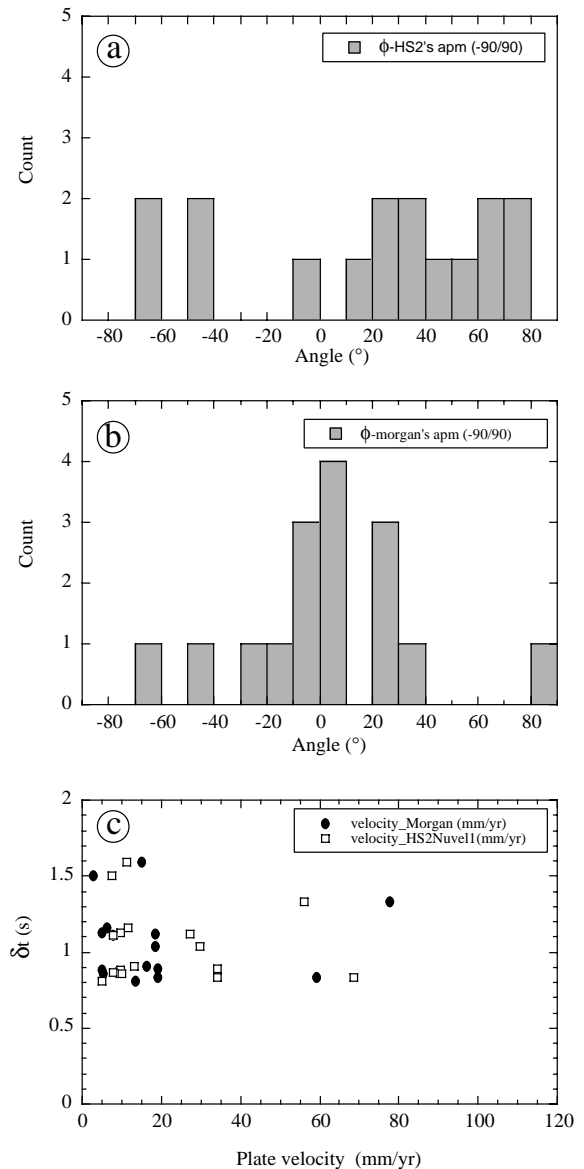 a
ϕ-HS2's apm (-90/90)
5
4
3
2
1
0
Count
-80 -60 -40 -20 0 20 40 60 80
Angle (°)
b
ϕ-morgan's apm (-90/90)
5
4
3
2
1
0
Count
-80 -60 -40 -20 0 20 40 60 80
Angle (°)
c
velocity_Morgan (mm/yr)
velocity_HS2Nuvel1(mm/yr)
2
1.5
1
0.5
0
δt (s)
0 20 40 60 80 100 120
Plate velocity (mm/yr)